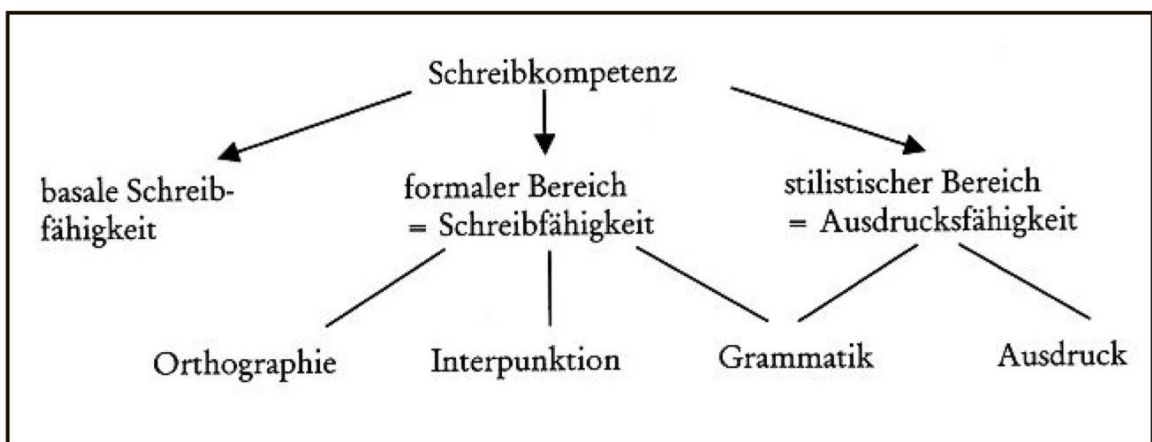 Schreibkompetenz
basale Schreib-
fähigkeit
formaler Bereich
= Schreibfähigkeit
stilistischer Bereich
= Ausdrucksfähigkeit
Orthographie
Interpunktion
Grammatik
Ausdruck